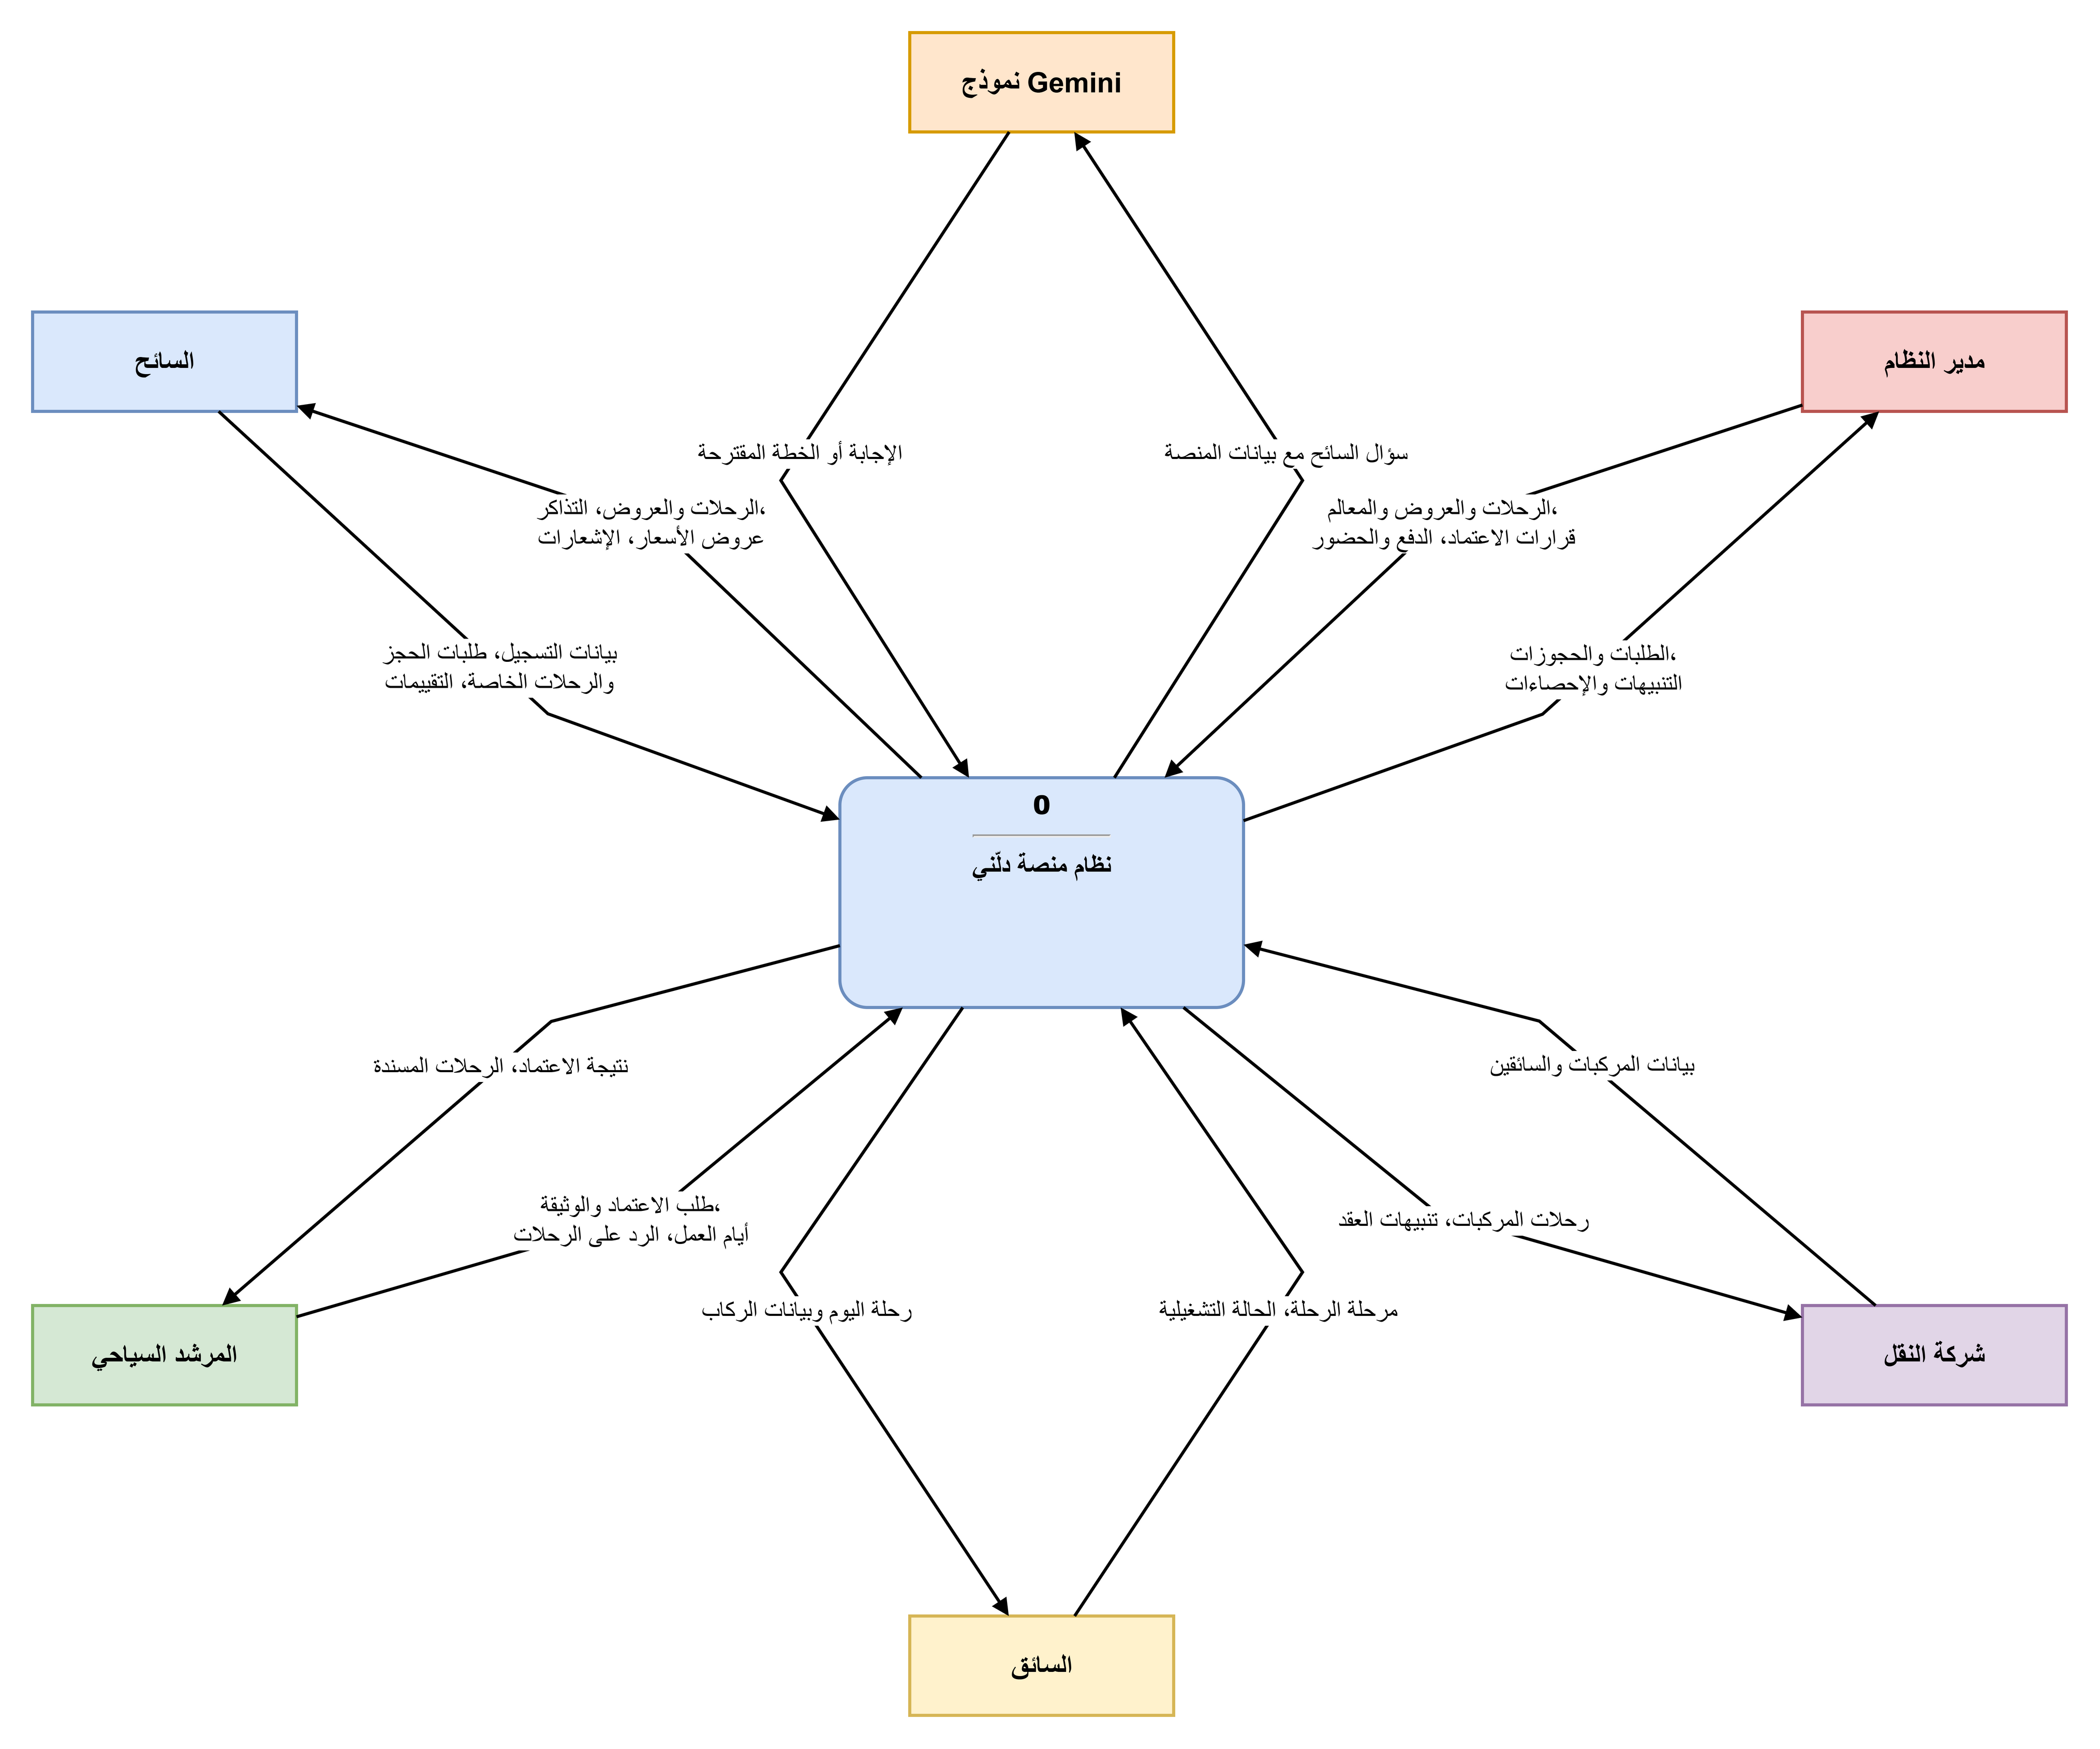 نموذج Gemini
السائح
مدير النظام
الإجابة أو الخطة المقترحة
سؤال السائح مع بيانات المنصة
الرحلات والعروض، التذاكر،
عروض الأسعار، الإشعارات
الرحلات والعروض والمعالم،
قرارات الاعتماد، الدفع والحضور
بيانات التسجيل، طلبات الحجز
والرحلات الخاصة، التقييمات
الطلبات والحجوزات،
التنبيهات والإحصاءات
0
نظام منصة دلّني
نتيجة الاعتماد، الرحلات المسندة
بيانات المركبات والسائقين
طلب الاعتماد والوثيقة،
أيام العمل، الرد على الرحلات
رحلات المركبات، تنبيهات العقد
رحلة اليوم وبيانات الركاب
مرحلة الرحلة، الحالة التشغيلية
المرشد السياحي
شركة النقل
السائق